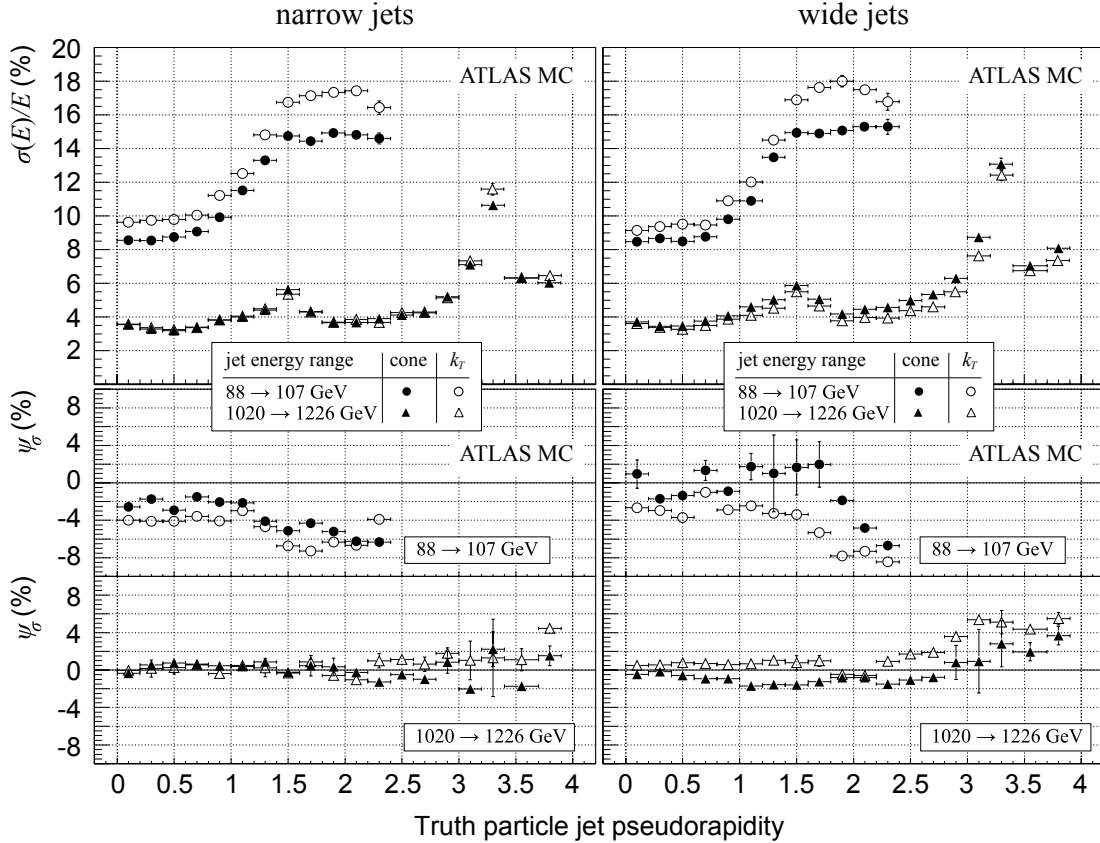 narrow jets
wide jets
20
18
16
14
12
10
8
6
4
2
σ(E)/E (%)
ATLAS MC
ATLAS MC
jet energy range cone k_T
88 → 107 GeV
1020 → 1226 GeV
jet energy range cone k_T
88 → 107 GeV
1020 → 1226 GeV
8
4
0
-4
-8
ψ_σ (%)
ATLAS MC
ATLAS MC
88 → 107 GeV
88 → 107 GeV
8
4
0
-4
-8
ψ_σ (%)
1020 → 1226 GeV
1020 → 1226 GeV
0 0.5 1 1.5 2 2.5 3 3.5 4
0 0.5 1 1.5 2 2.5 3 3.5 4
Truth particle jet pseudorapidity